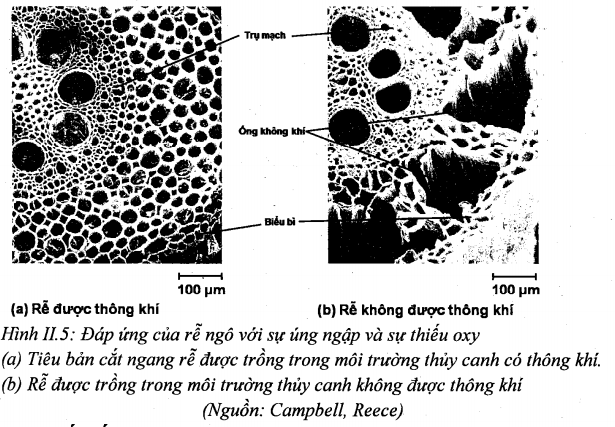 Trụ mạch
Ống không khí
Biểu bì
100 µm
100 µm
(a) Rễ được thông khí
(b) Rễ không được thông khí
Hình II.5: Đáp ứng của rễ ngô với sự úng ngập và sự thiếu oxy
(a) Tiêu bản cắt ngang rễ được trồng trong môi trường thủy canh có thông khí.
(b) Rễ được trồng trong môi trường thủy canh không được thông khí
(Nguồn: Campbell, Reece)